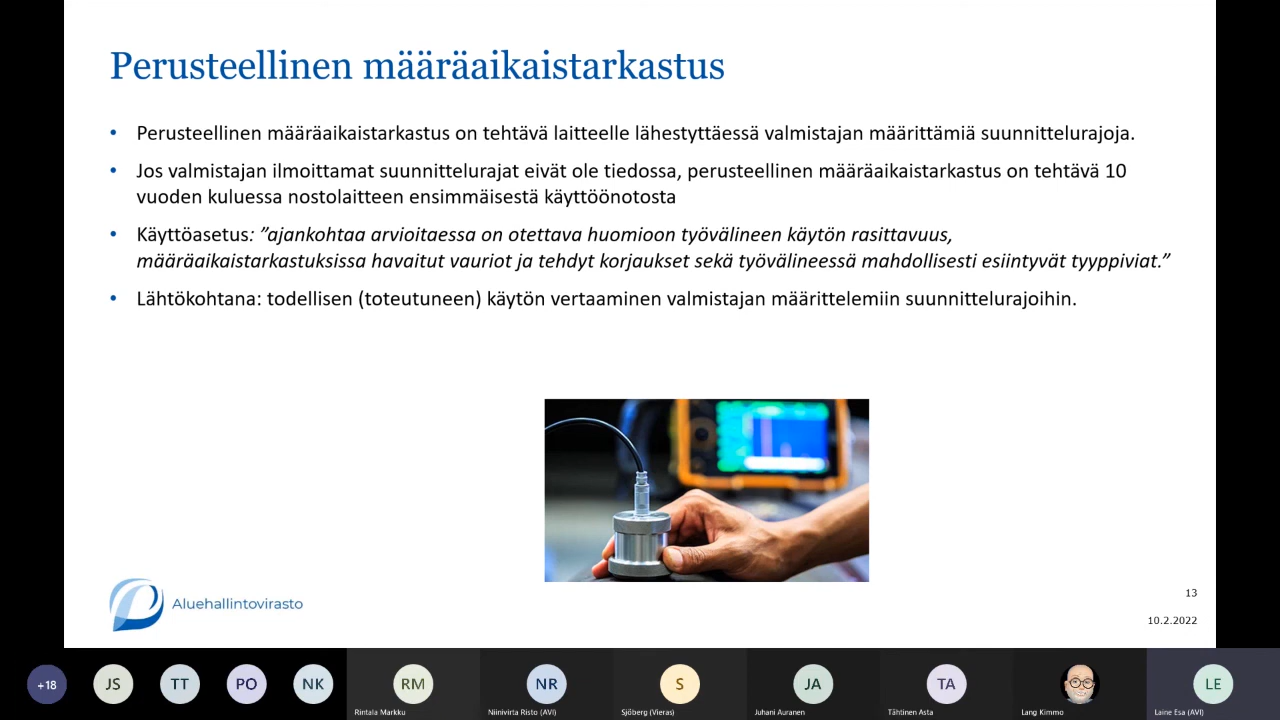 Perusteellinen määräaikaistarkastus
• Perusteellinen määräaikaistarkastus on tehtävä laitteelle lähestyttäessä valmistajan määrittämiä suunnittelurajoja.
• Jos valmistajan ilmoittamat suunnittelurajat eivät ole tiedossa, perusteellinen määräaikaistarkastus on tehtävä 10
vuoden kuluessa nostolaitteen ensimmäisestä käyttöönotosta
• Käyttöasetus: ”ajankohtaa arvioitaessa on otettava huomioon työvälineen käytön rasittavuus,
määräaikaistarkastuksissa havaitut vauriot ja tehdyt korjaukset sekä työvälineessä mahdollisesti esiintyvät tyyppiviat.”
• Lähtökohtana: todellisen (toteutuneen) käytön vertaaminen valmistajan määrittelemiin suunnittelurajoihin.
Aluehallintovirasto
13
10.2.2022
+18 JS TT PO NK RM NR S JA TA LE
Rintala Markku Niinivirta Risto (AVI) Sjöberg (Vieras) Juhani Auranen Tähtinen Asta Lang Kimmo Laine Esa (AVI)